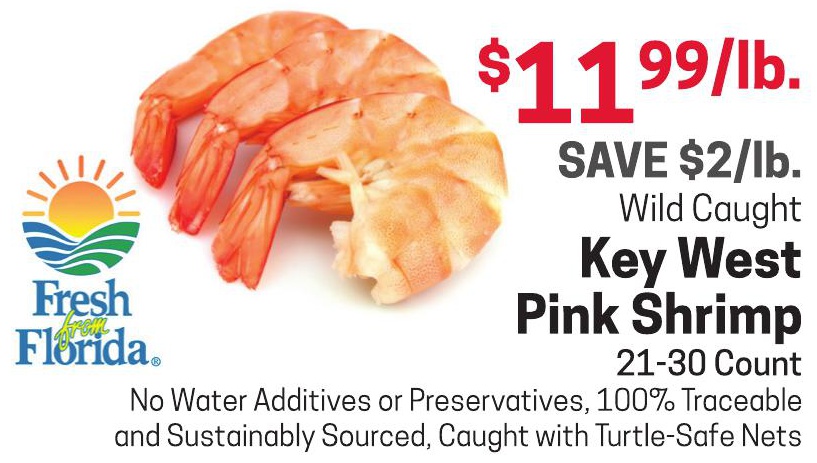 $11 99/lb.
SAVE $2/lb.
Wild Caught
Key West
Pink Shrimp
21-30 Count
No Water Additives or Preservatives, 100% Traceable
and Sustainably Sourced, Caught with Turtle-Safe Nets
Fresh
from
Florida®